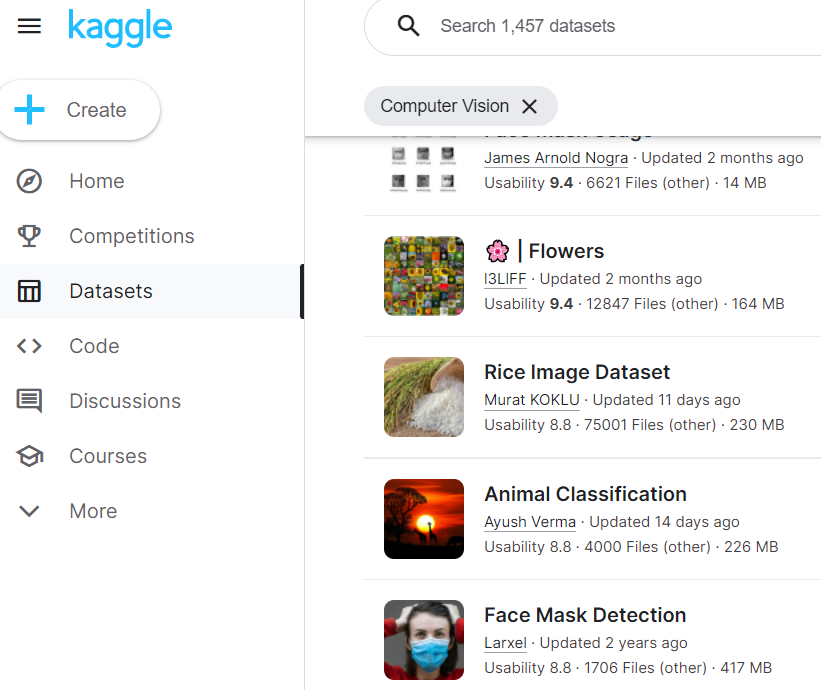 kaggle
Create
Home
Competitions
Datasets
Code
Discussions
Courses
More
Search 1,457 datasets
Computer Vision
James Arnold Nogra · Updated 2 months ago
Usability 9.4 · 6621 Files (other) · 14 MB
🌸 | Flowers
l3LlFF · Updated 2 months ago
Usability 9.4 · 12847 Files (other) · 164 MB
Rice Image Dataset
Murat KOKLU · Updated 11 days ago
Usability 8.8 · 75001 Files (other) · 230 MB
Animal Classification
Ayush Verma · Updated 14 days ago
Usability 8.8 · 4000 Files (other) · 226 MB
Face Mask Detection
Larxel · Updated 2 years ago
Usability 8.8 · 1706 Files (other) · 417 MB